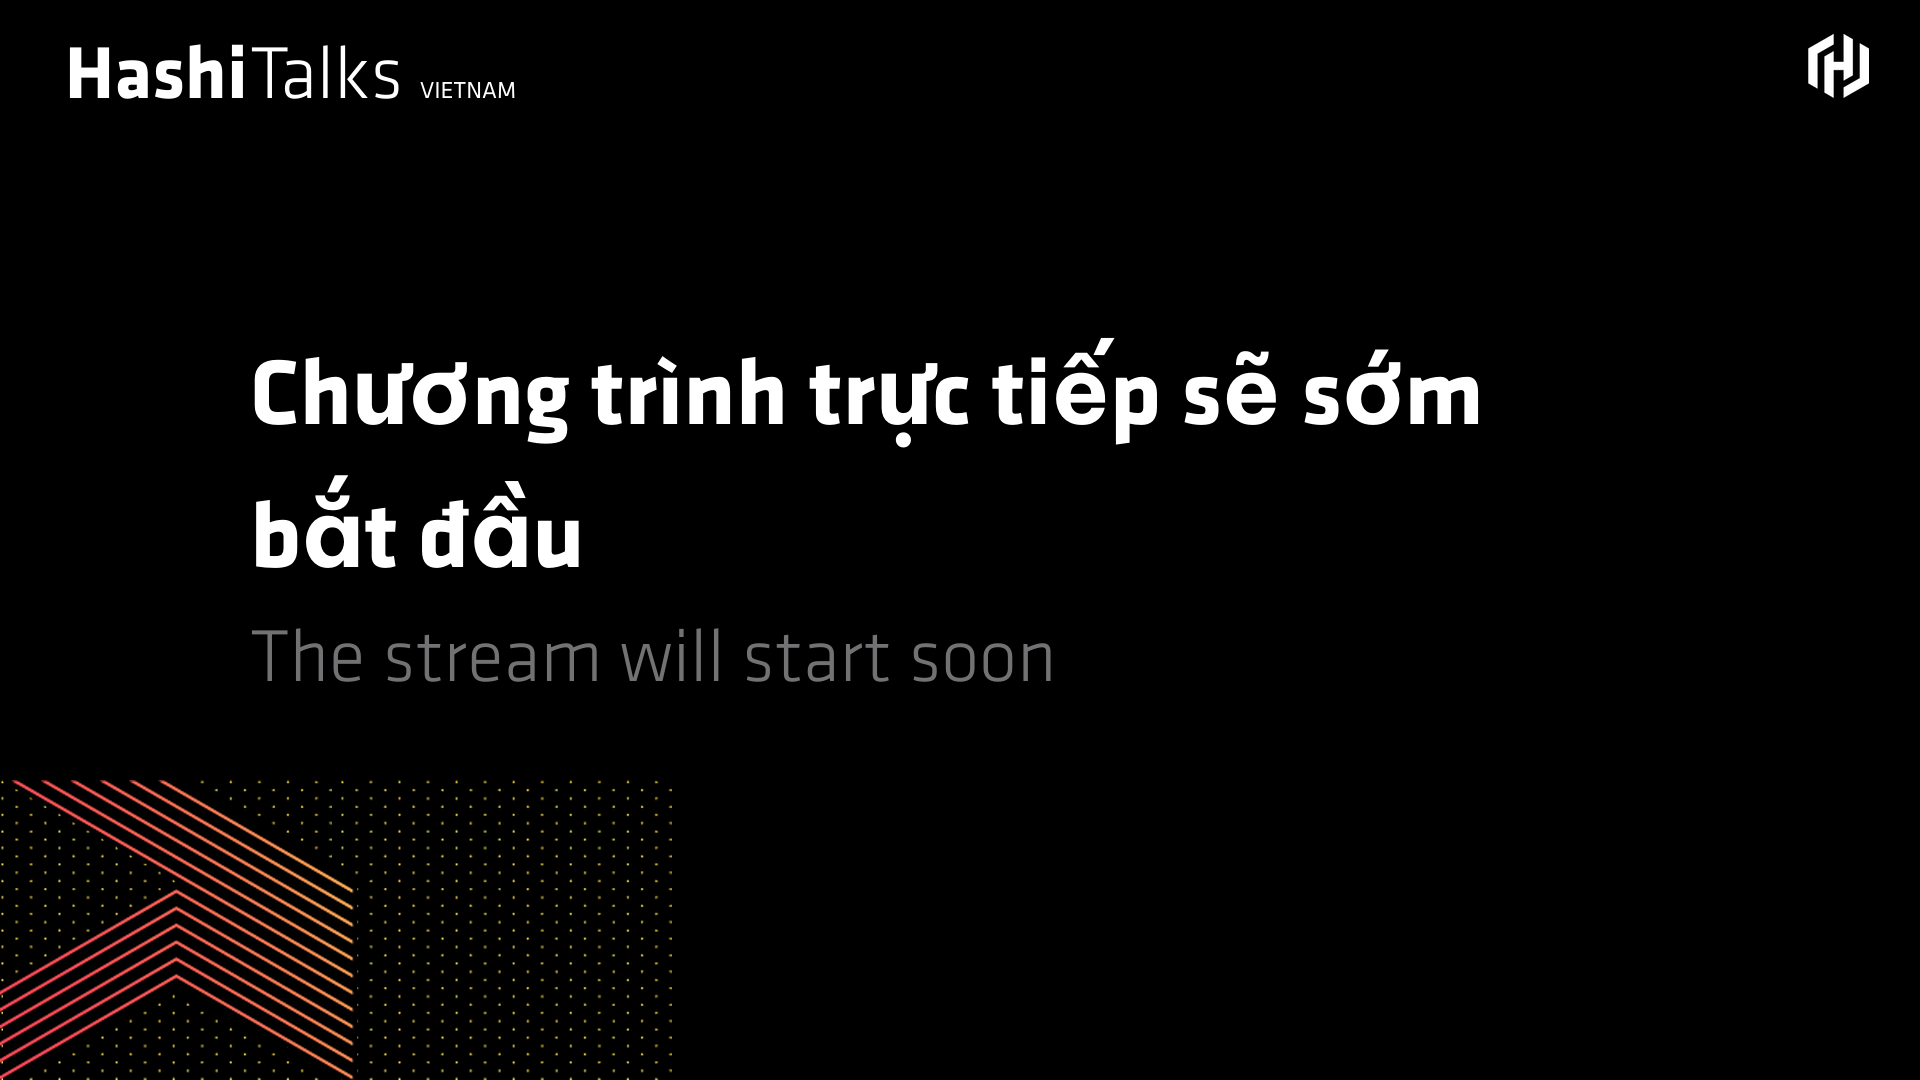 HashiTalks VIETNAM
Chương trình trực tiếp sẽ sớm
bắt đầu
The stream will start soon